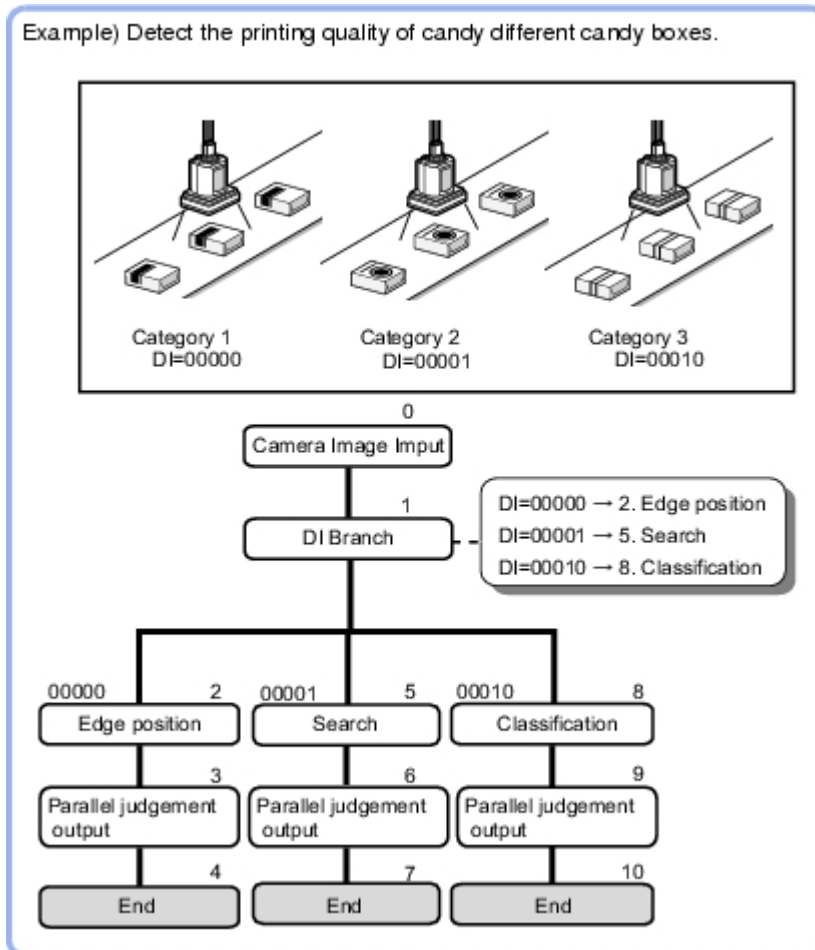 Example) Detect the printing quality of candy different candy boxes.
Category 1
DI=00000
Category 2
DI=00001
Category 3
DI=00010
0
Camera Image Imput
1
DI Branch
DI=00000 → 2. Edge position
DI=00001 → 5. Search
DI=00010 → 8. Classification
00000 2
Edge position
00001 5
Search
00010 8
Classification
3
Parallel judgement
output
6
Parallel judgement
output
9
Parallel judgement
output
4
End
7
End
10
End